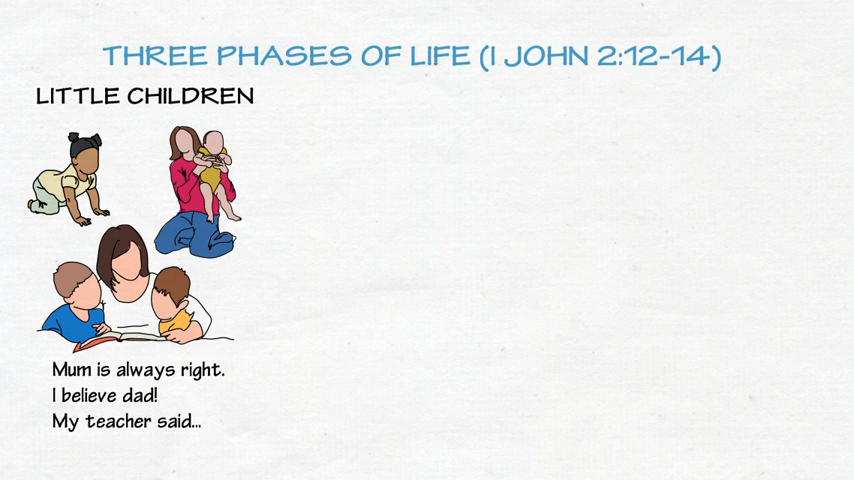 THREE PHASES OF LIFE (I JOHN 2:12-14)
LITTLE CHILDREN
Mum is always right.
I believe dad!
My teacher said...